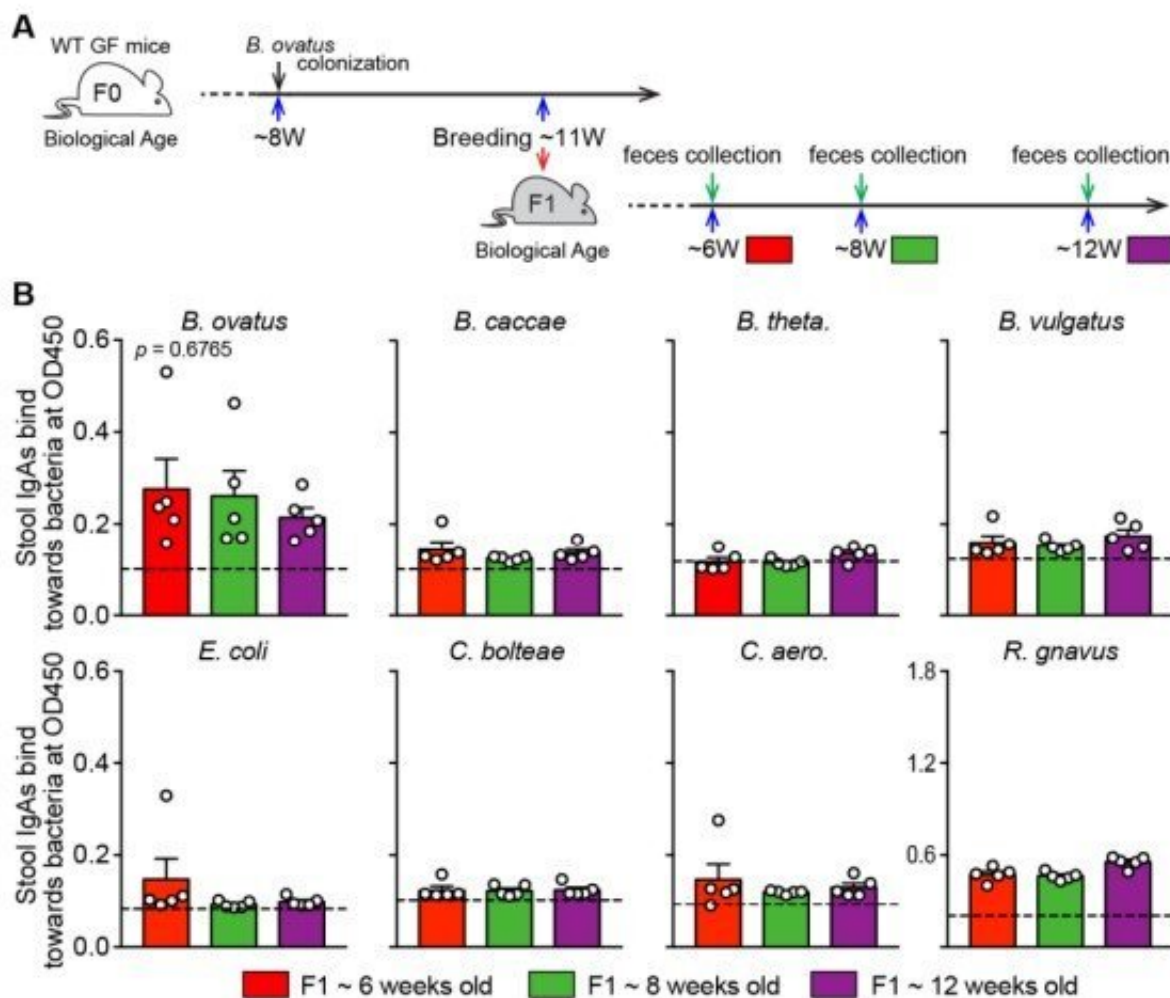 A
WT GF mice
F0
Biological Age
B. ovatus
colonization
~8W
Breeding ~11W
F1
Biological Age
feces collection
feces collection
feces collection
~6W
~8W
~12W
B
B. ovatus
B. caccae
B. theta.
B. vulgatus
p = 0.6765
Stool IgAs bind
towards bacteria at OD450
0.6
0.4
0.2
0.0
E. coli
C. bolteae
C. aero.
R. gnavus
Stool IgAs bind
towards bacteria at OD450
0.6
0.4
0.2
0.0
1.8
1.2
0.6
F1 ~ 6 weeks old
F1 ~ 8 weeks old
F1 ~ 12 weeks old